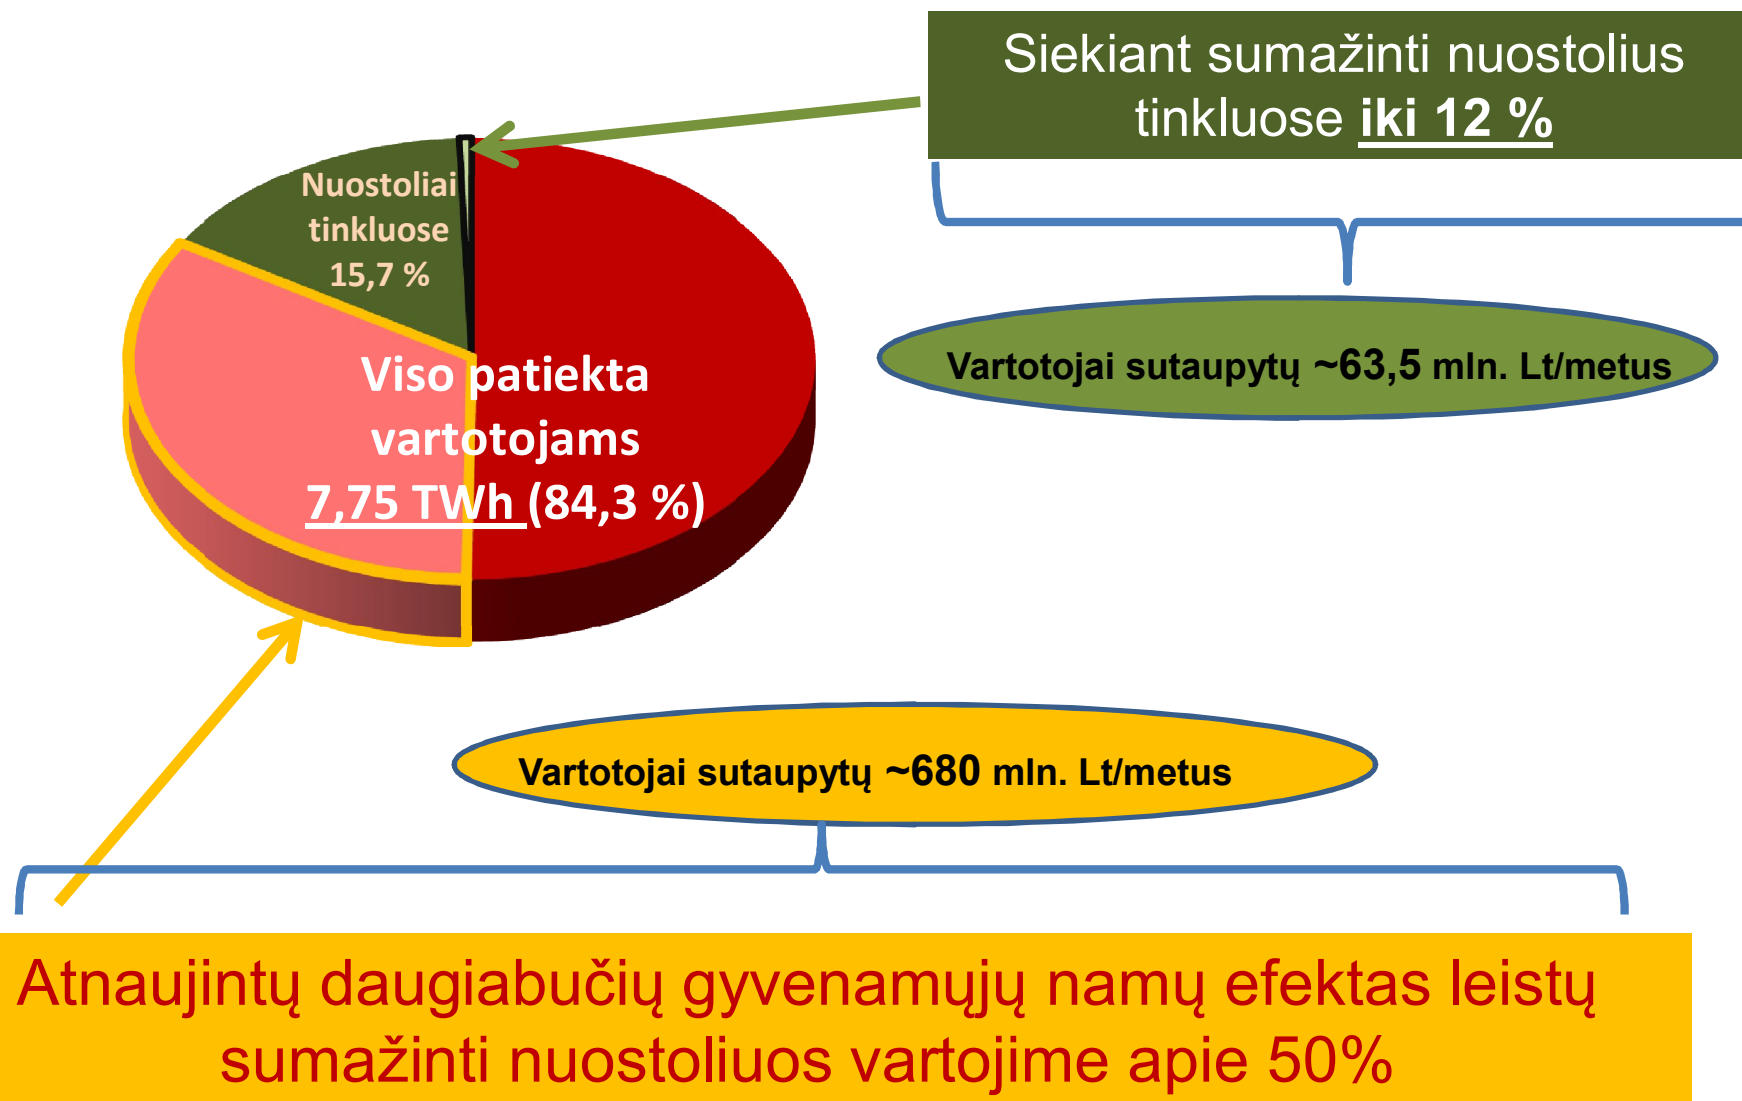 Siekiant sumažinti nuostolius
tinkluose iki 12 %
Nuostoliai
tinkluose
15,7 %
Viso patiekta
vartotojams
7,75 TWh (84,3 %)
Vartotojai sutaupytų ~63,5 mln. Lt/metus
Vartotojai sutaupytų ~680 mln. Lt/metus
Atnaujintų daugiabučių gyvenamųjų namų efektas leistų
sumažinti nuostoliuos vartojime apie 50%